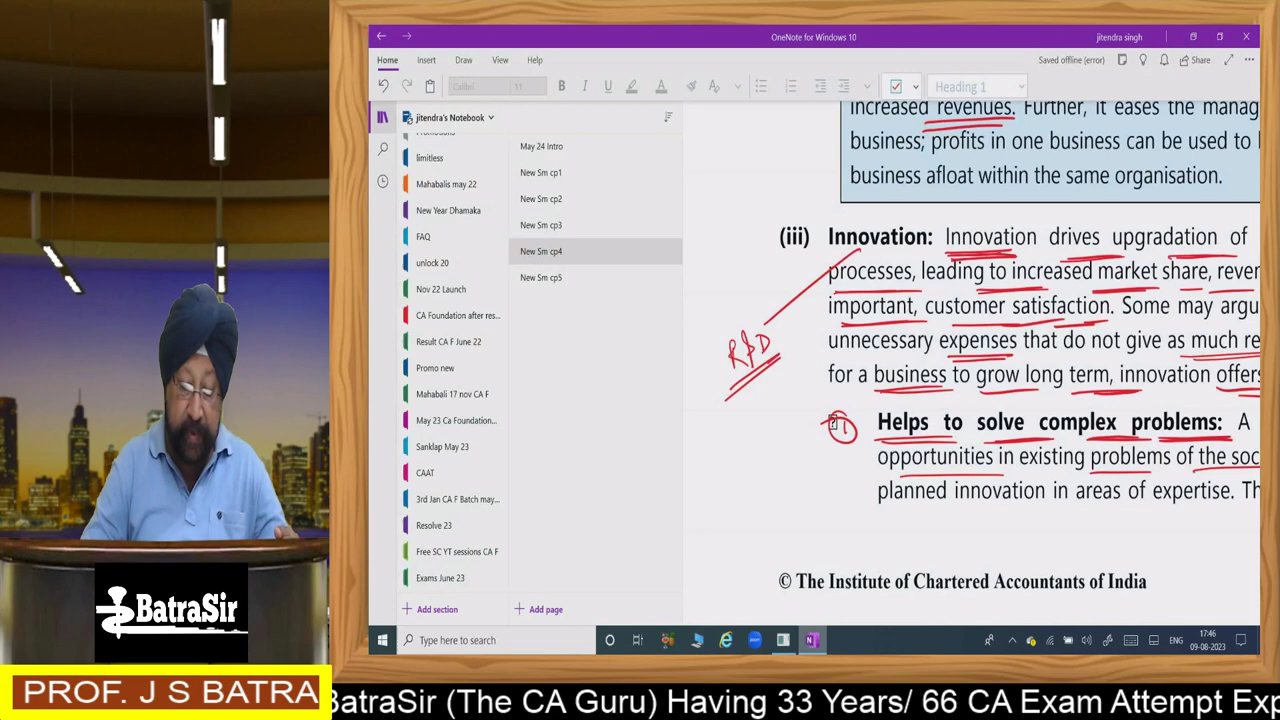 OneNote for Windows 10
jitendra singh
Home Insert Draw View Help
Saved offline (error)
Share
Calibri 11
Heading 1
jitendra's Notebook
limitless
Mahabalis may 22
New Year Dhamaka
FAQ
unlock 20
Nov 22 Launch
CA Foundation after res...
Result CA F June 22
Promo new
Mahabali 17 nov CA F
May 23 Ca Foundation...
Sanklap May 23
CAAT
3rd Jan CA F Batch may...
Resolve 23
Free SC YT sessions CA F
Exams June 23
Add section
May 24 Intro
New Sm cp1
New Sm cp2
New Sm cp3
New Sm cp4
New Sm cp5
Add page
increased revenues. Further, it eases the manag
business; profits in one business can be used to
business afloat within the same organisation.
(iii) Innovation: Innovation drives upgradation of
processes, leading to increased market share, reven
important, customer satisfaction. Some may argu
unnecessary expenses that do not give as much re
for a business to grow long term, innovation offers
R&D
1 Helps to solve complex problems: A
opportunities in existing problems of the soc
planned innovation in areas of expertise. Th
© The Institute of Chartered Accountants of India
Type here to search
ENG
17:46
09-08-2023
BatraSir
PROF. J S BATRA
BatraSir (The CA Guru) Having 33 Years/ 66 CA Exam Attempt Exp